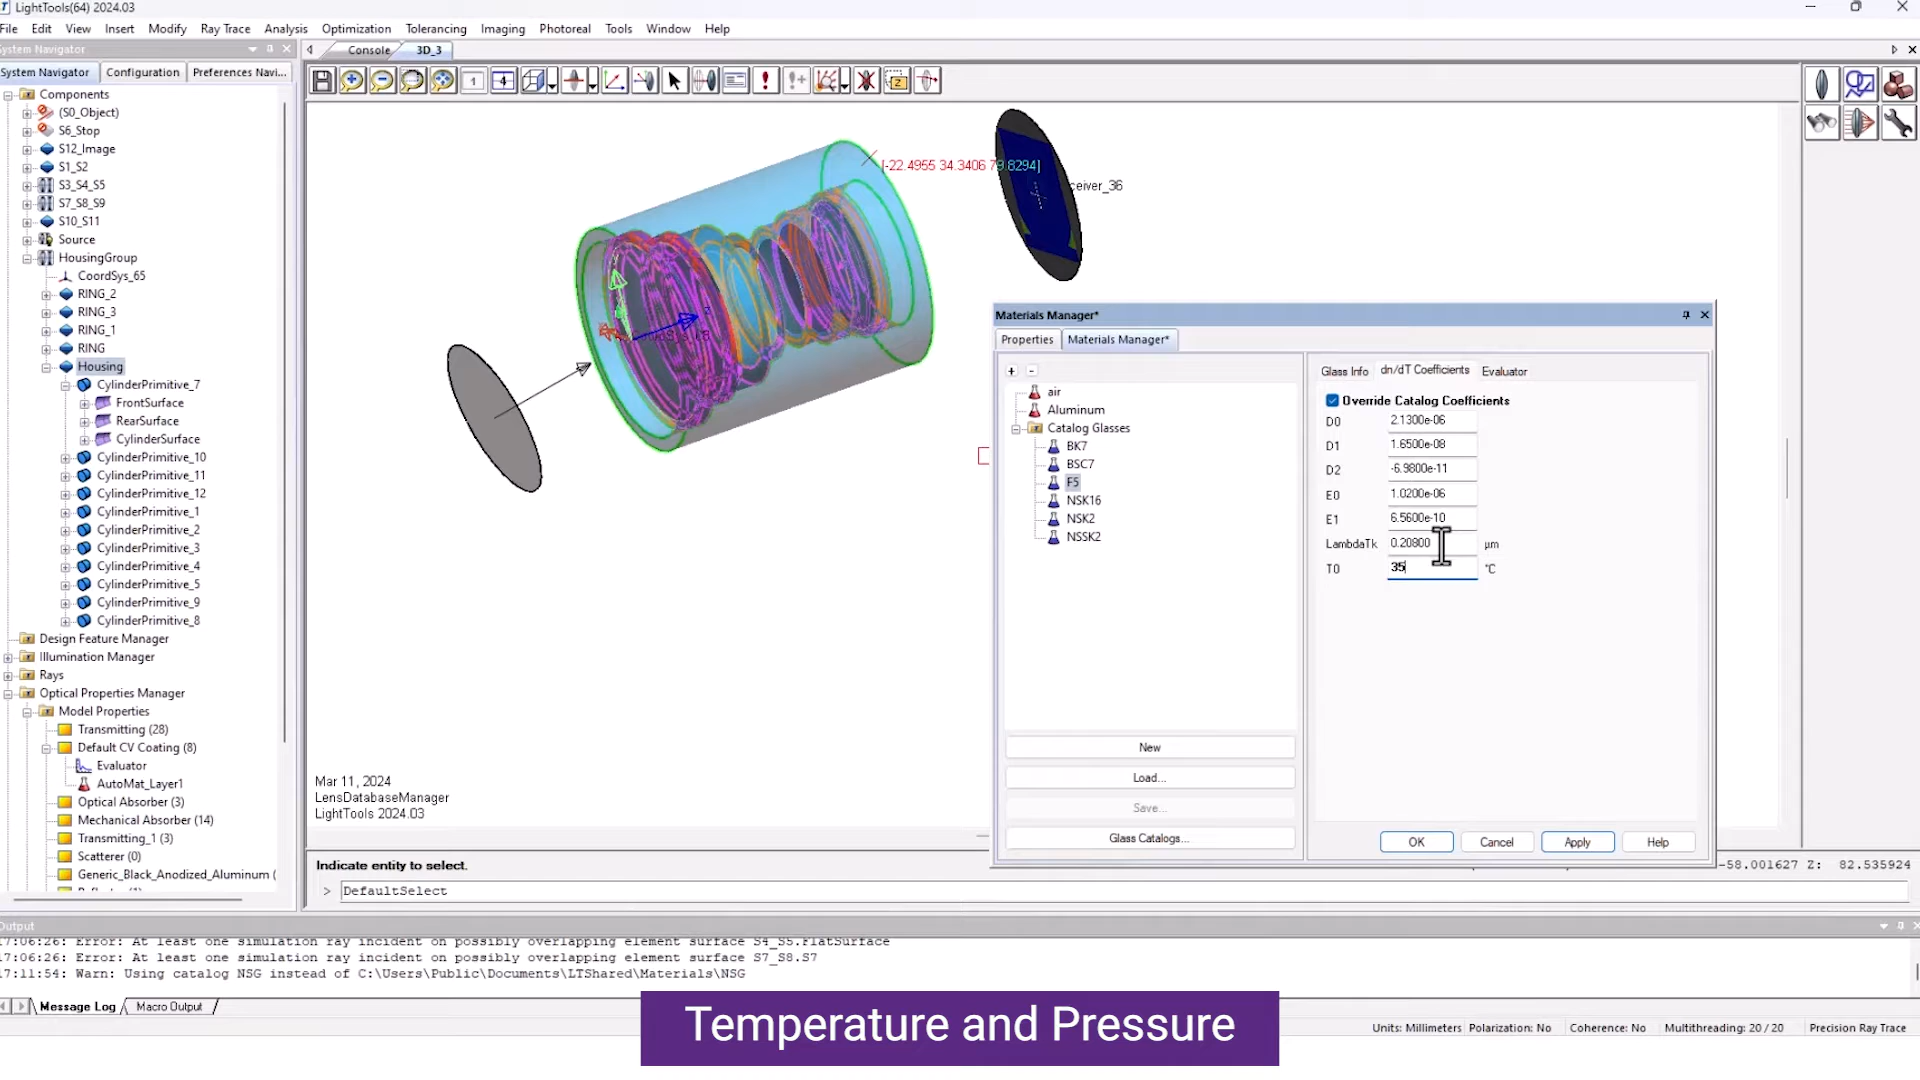 LightTools(64) 2024.03
File Edit View Insert Modify Ray Trace Analysis Optimization Tolerancing Imaging Photoreal Tools Window Help
System Navigator
System Navigator Configuration Preferences Navi...
Console 3D_3
Components
(S0_Object)
S6_Stop
S12_Image
S1_S2
S3_S4_S5
S7_S8_S9
S10_S11
Source
HousingGroup
CoordSys_65
RING_2
RING_3
RING_1
RING
Housing
CylinderPrimitive_7
FrontSurface
RearSurface
CylinderSurface
CylinderPrimitive_10
CylinderPrimitive_11
CylinderPrimitive_12
CylinderPrimitive_1
CylinderPrimitive_2
CylinderPrimitive_3
CylinderPrimitive_4
CylinderPrimitive_5
CylinderPrimitive_9
CylinderPrimitive_8
Design Feature Manager
Illumination Manager
Rays
Optical Properties Manager
Model Properties
Transmitting (28)
Default CV Coating (8)
Evaluator
AutoMat_Layer1
Optical Absorber (3)
Mechanical Absorber (14)
Transmitting_1 (3)
Scatterer (0)
Generic_Black_Anodized_Aluminum (
[-22.4955 34.3406 79.8294]
ceiver_36
Mar 11, 2024
LensDatabaseManager
LightTools 2024.03
Materials Manager*
Properties Materials Manager*
air
Aluminum
Catalog Glasses
BK7
BSC7
F5
NSK16
NSK2
NSSK2
New
Load...
Save...
Glass Catalogs...
Glass Info dn/dT Coefficients Evaluator
Override Catalog Coefficients
D0 2.1300e-06
D1 1.6500e-08
D2 -6.9800e-11
E0 1.0200e-06
E1 6.5600e-10
LambdaTk 0.20800 µm
T0 35 °C
OK Cancel Apply Help
Indicate entity to select.
-58.001627 Z: 82.535924
> DefaultSelect
Output
17:06:26: Error: At least one simulation ray incident on possibly overlapping element surface S4_S5.FlatSurface
17:06:26: Error: At least one simulation ray incident on possibly overlapping element surface S7_S8.S7
17:11:54: Warn: Using catalog NSG instead of C:\Users\Public\Documents\LTShared\Materials\NSG
Message Log Macro Output
Temperature and Pressure
Units: Millimeters Polarization: No Coherence: No Multithreading: 20 / 20 Precision Ray Trace